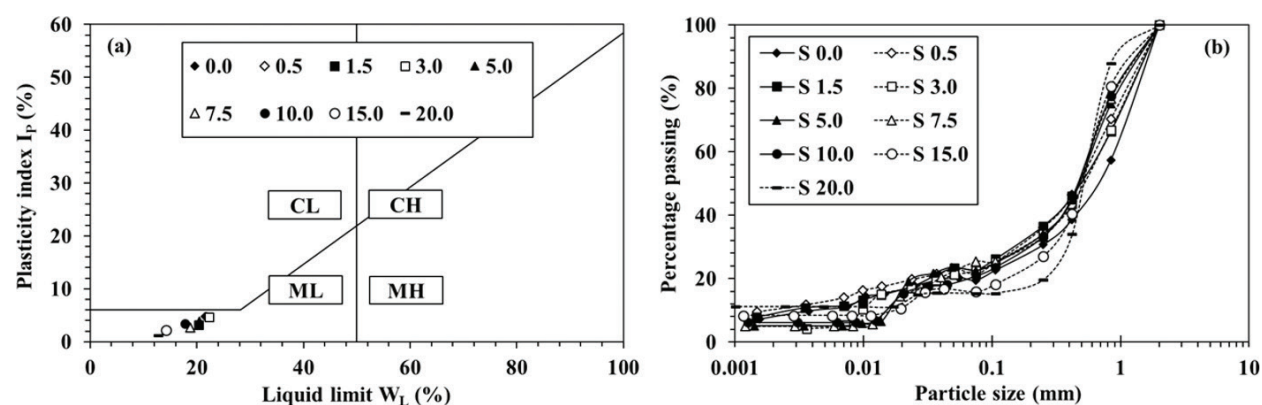 (a)
0.0 0.5 1.5 3.0 5.0
7.5 10.0 15.0 20.0
CL CH
ML MH
60
50
40
30
20
10
0
0 20 40 60 80 100
Plasticity index IP (%)
Liquid limit WL (%)
(b)
S 0.0 S 0.5
S 1.5 S 3.0
S 5.0 S 7.5
S 10.0 S 15.0
S 20.0
100
80
60
40
20
0
0.001 0.01 0.1 1 10
Percentage passing (%)
Particle size (mm)